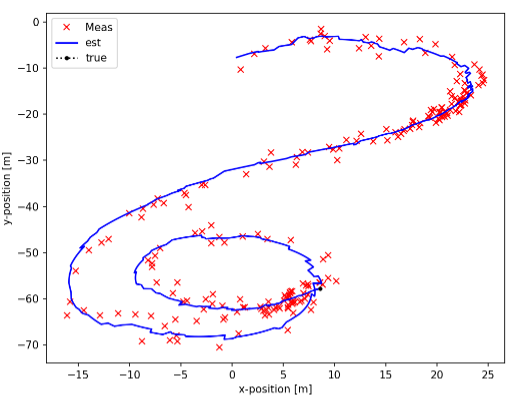 Meas
est
true
0
−10
−20
−30
−40
−50
−60
−70
y-position [m]
−15 −10 −5 0 5 10 15 20 25
x-position [m]